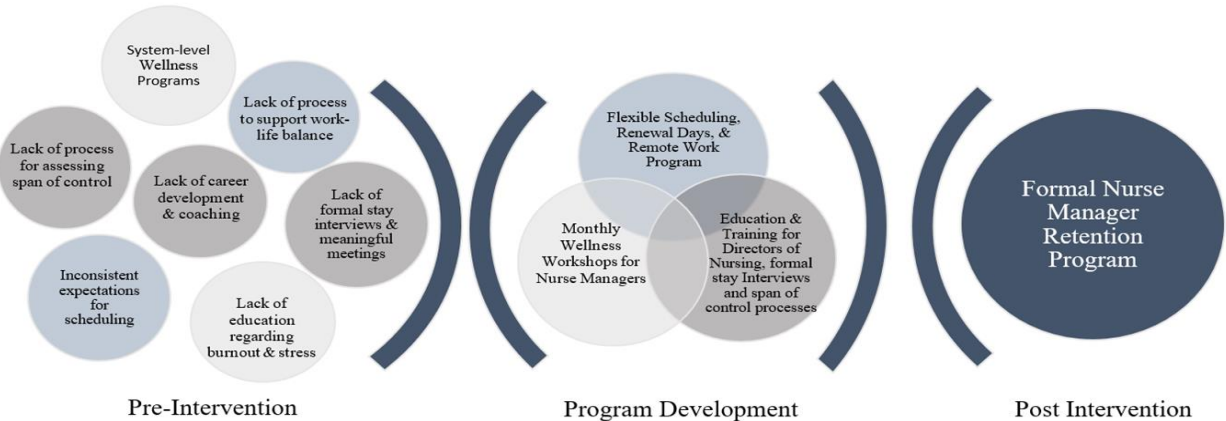 System-level
Wellness
Programs
Lack of process
to support work-
life balance
Lack of process
for assessing
span of control
Lack of career
development
& coaching
Lack of
formal stay
interviews &
meaningful
meetings
Inconsistent
expectations
for
scheduling
Lack of
education
regarding
burnout & stress
Pre-Intervention
Flexible Scheduling,
Renewal Days, &
Remote Work
Program
Monthly
Wellness
Workshops for
Nurse Managers
Education &
Training for
Directors of
Nursing, formal
stay Interviews
and span of
control processes
Program Development
Formal Nurse
Manager
Retention
Program
Post Intervention